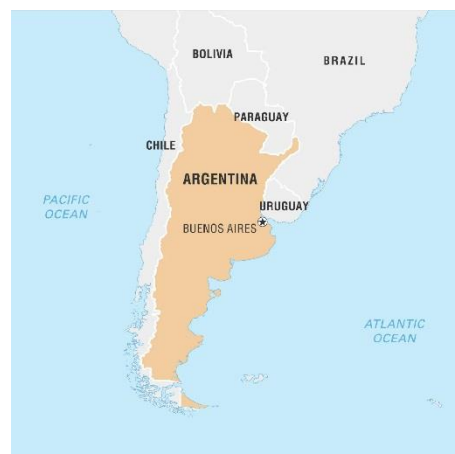 BOLIVIA
BRAZIL
PARAGUAY
CHILE
ARGENTINA
PACIFIC
OCEAN
URUGUAY
BUENOS AIRES
ATLANTIC
OCEAN